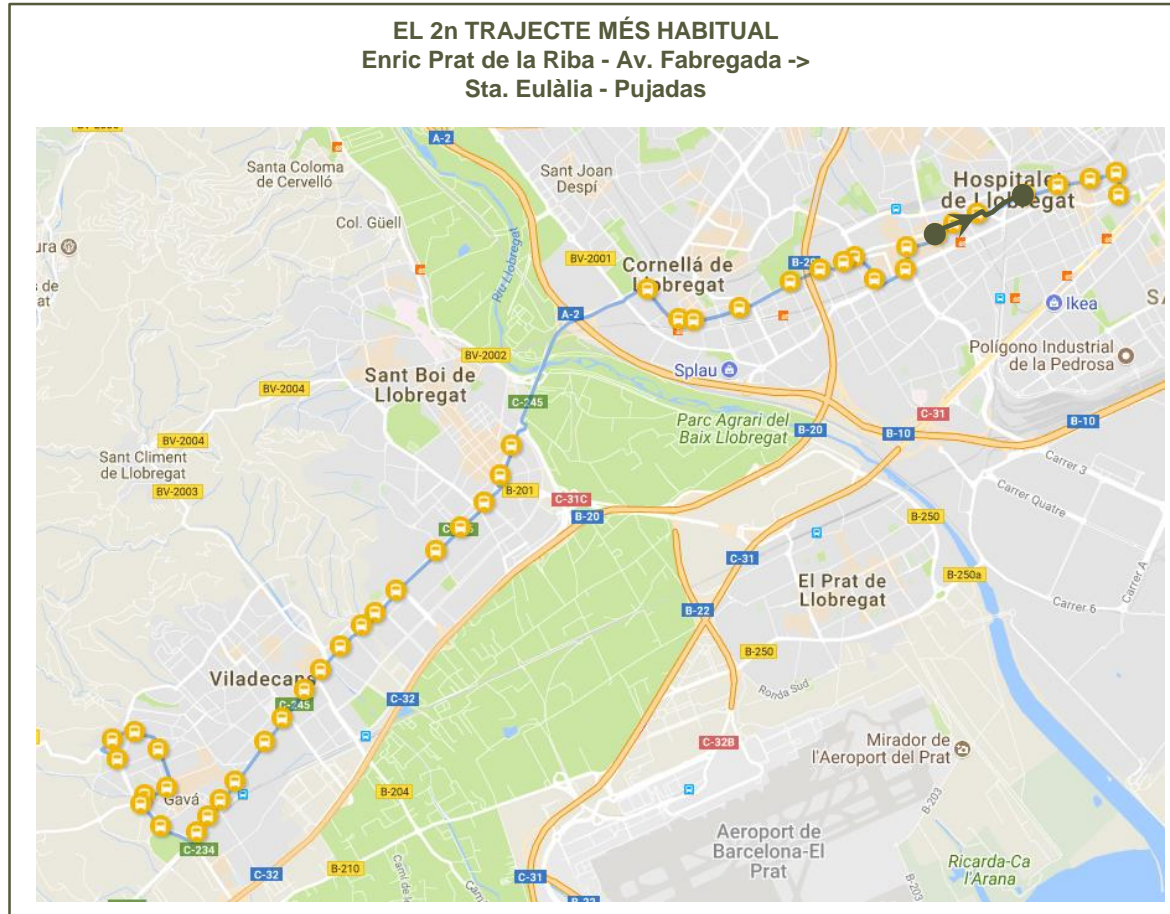 EL 2n TRAJECTE MÉS HABITUAL
Enric Prat de la Riba - Av. Fabregada ->
Sta. Eulàlia - Pujadas
A-2
B-20
Santa Coloma
de Cervelló
Sant Joan
Despí
Hospitalet
de Llobregat
Col. Güell
Riu Llobregat
BV-2001
Cornellá de
Llobregat
Ikea
A-2
Polígono Industrial
de la Pedrosa
BV-2002
Splau
Sant Boi de
Llobregat
BV-2004
C-245
C-31
Parc Agrari del
Baix Llobregat
B-20
B-10
B-10
BV-2004
Sant Climent
de Llobregat
BV-2003
B-201
C-31C
B-20
Carrer 3
Carrer Quatre
B-250
C-31
Carrer A
El Prat de
Llobregat
B-250a
Carrer 6
B-22
B-250
Viladecans
Ronda Sud
C-245
C-32
C-32B
Mirador de
l'Aeroport del Prat
B-204
Gavá
B-203
C-234
Aeroport de
Barcelona-El
Prat
B-210
C-32
C-31
B-22
Ricarda-Ca
l'Arana
B-203